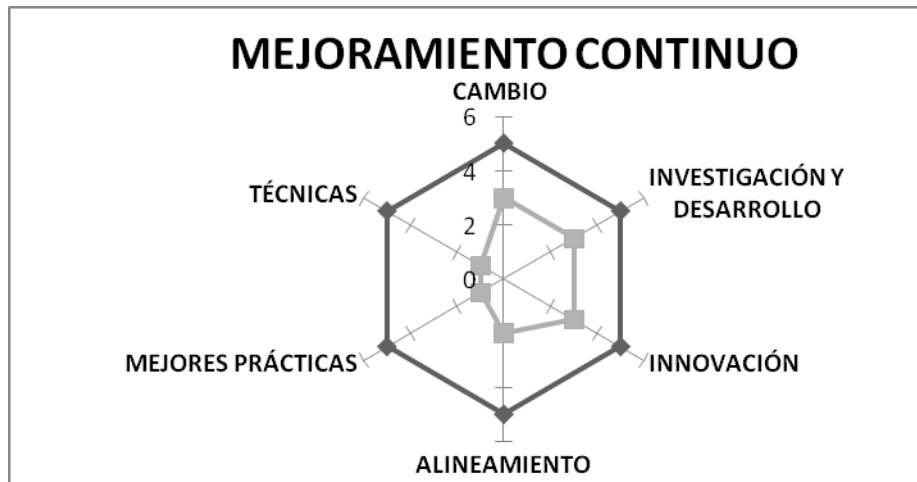 MEJORAMIENTO CONTINUO
CAMBIO
6
4
2
0
INVESTIGACIÓN Y
DESARROLLO
INNOVACIÓN
ALINEAMIENTO
MEJORES PRÁCTICAS
TÉCNICAS